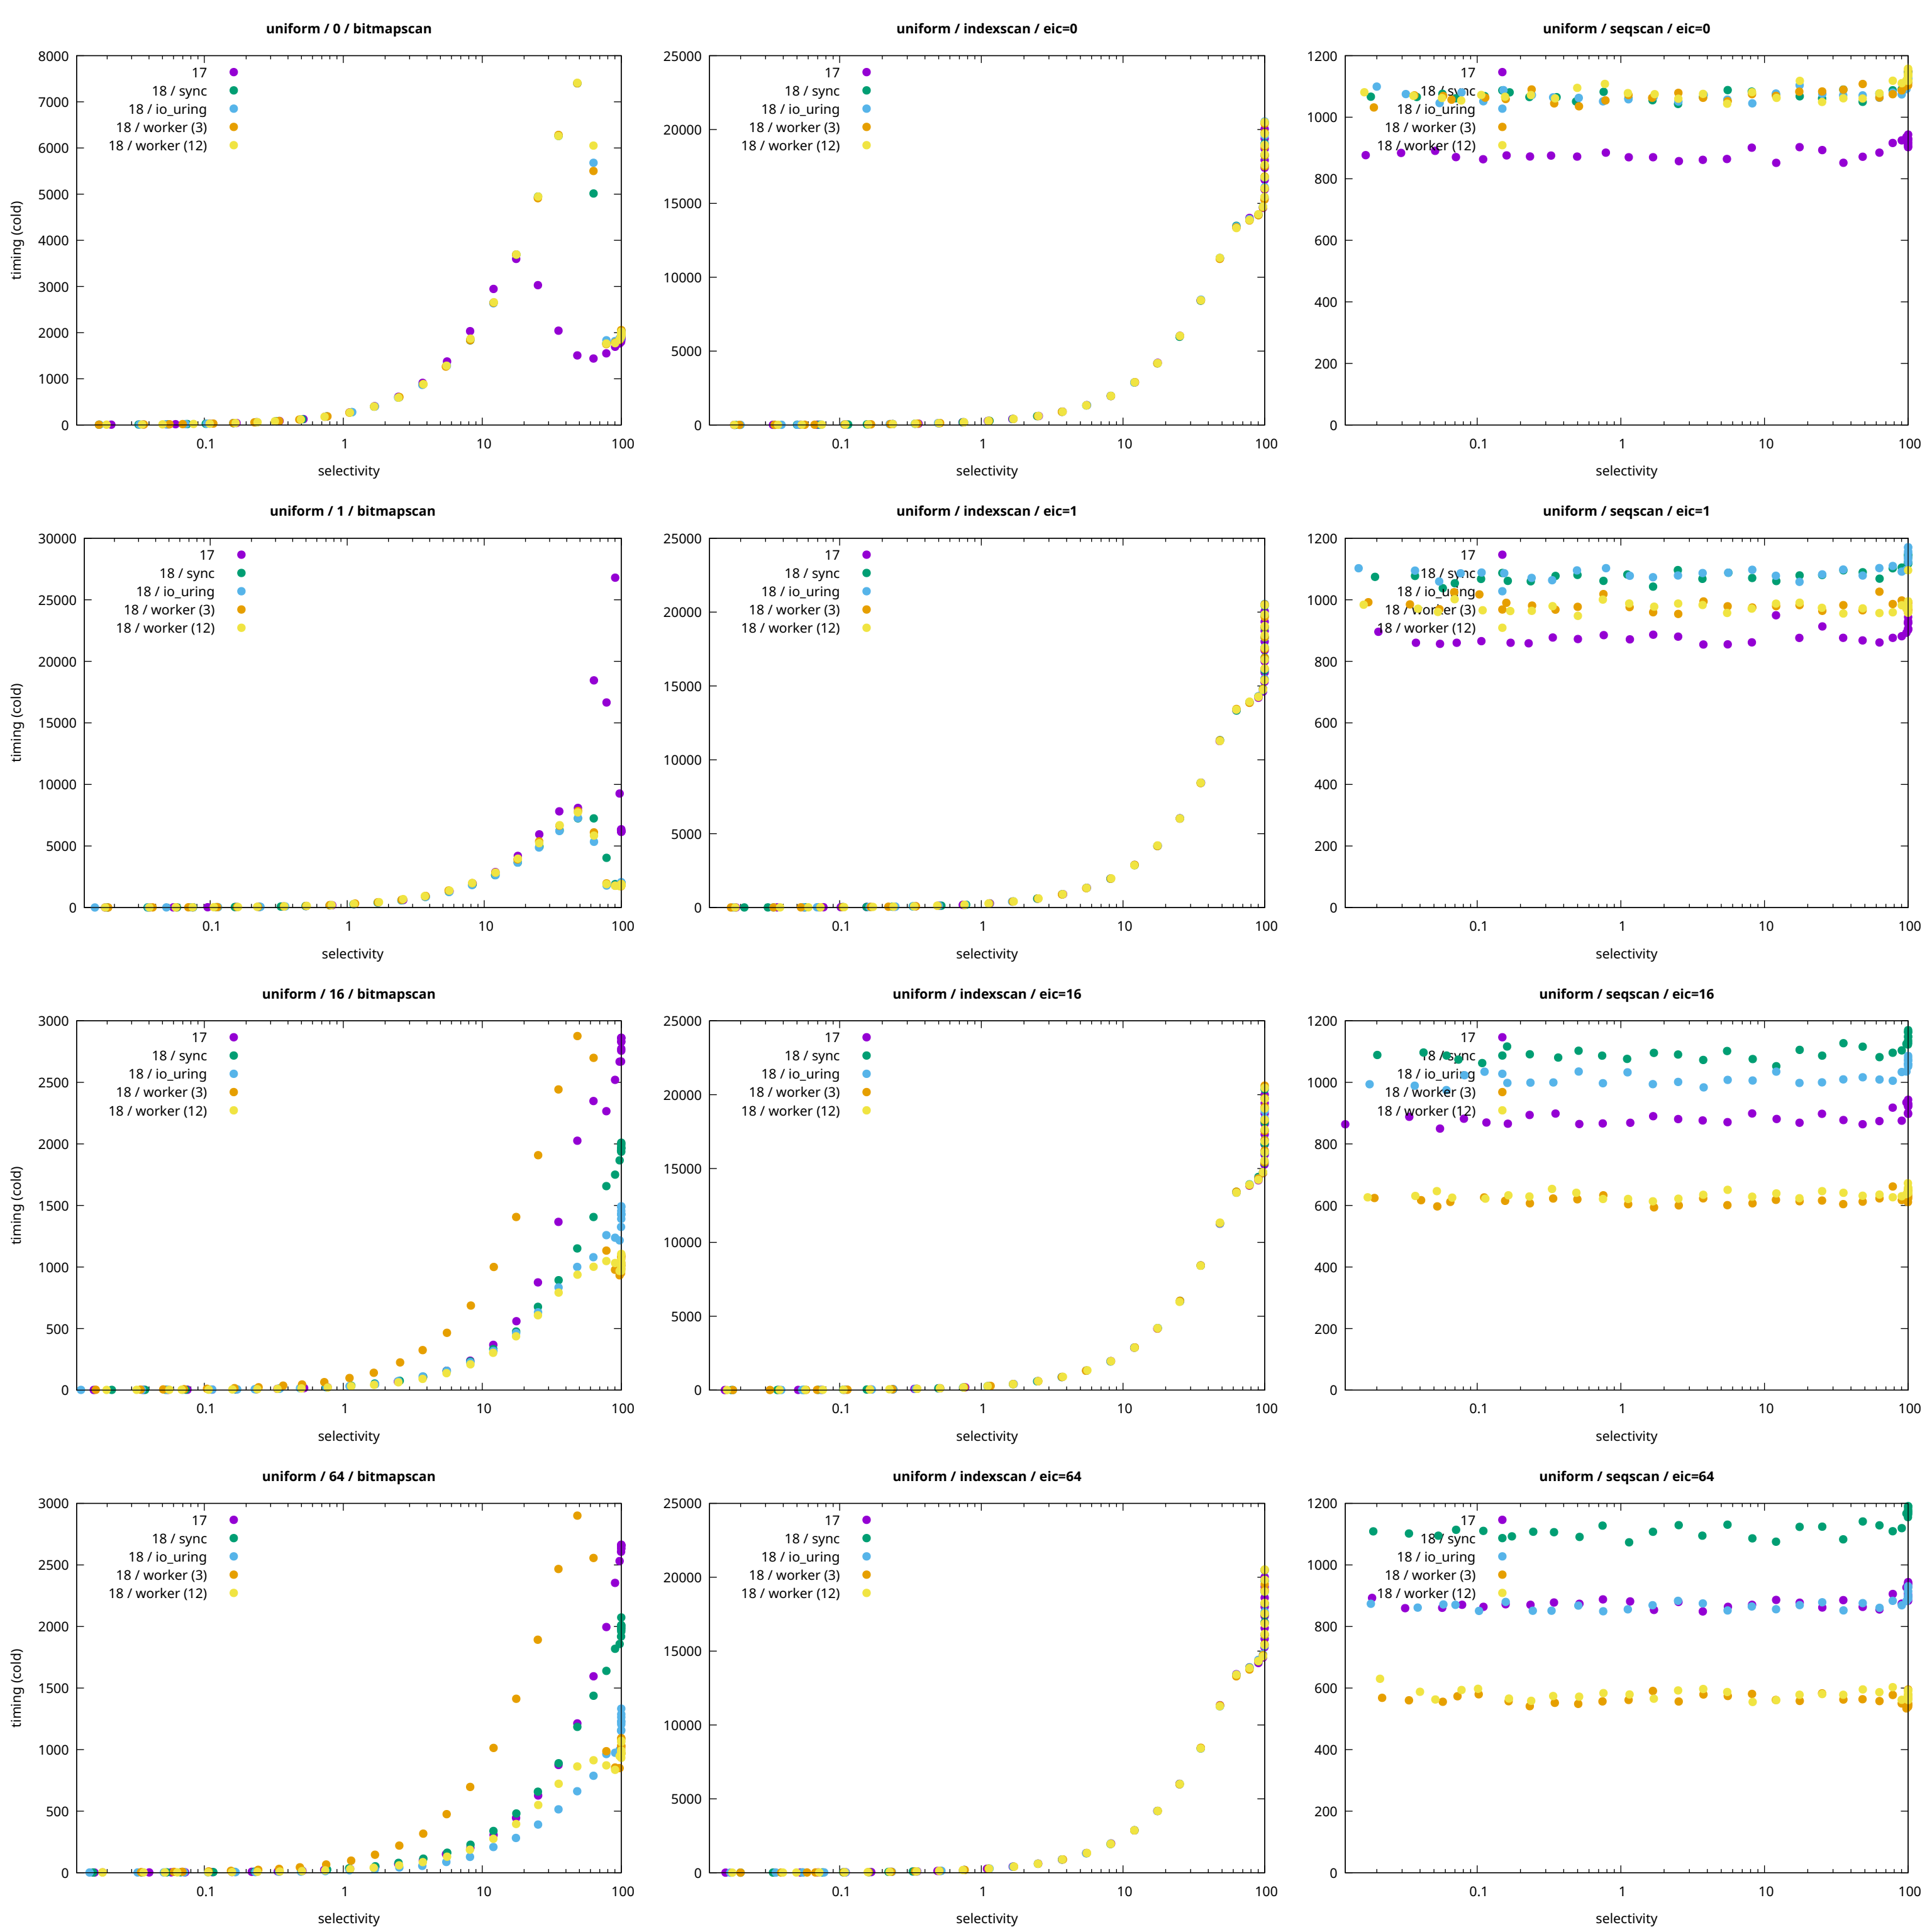 uniform / 0 / bitmapscan
8000
7000
6000
5000
4000
3000
2000
1000
0
timing (cold)
17
18 / sync
18 / io_uring
18 / worker (3)
18 / worker (12)
0.1
1
10
100
selectivity
uniform / indexscan / eic=0
25000
20000
15000
10000
5000
0
17
18 / sync
18 / io_uring
18 / worker (3)
18 / worker (12)
0.1
1
10
100
selectivity
uniform / seqscan / eic=0
1200
1000
800
600
400
200
0
17
18 / sync
18 / io_uring
18 / worker (3)
18 / worker (12)
0.1
1
10
100
selectivity
uniform / 1 / bitmapscan
30000
25000
20000
15000
10000
5000
0
timing (cold)
17
18 / sync
18 / io_uring
18 / worker (3)
18 / worker (12)
0.1
1
10
100
selectivity
uniform / indexscan / eic=1
25000
20000
15000
10000
5000
0
17
18 / sync
18 / io_uring
18 / worker (3)
18 / worker (12)
0.1
1
10
100
selectivity
uniform / seqscan / eic=1
1200
1000
800
600
400
200
0
17
18 / sync
18 / io_uring
18 / worker (3)
18 / worker (12)
0.1
1
10
100
selectivity
uniform / 16 / bitmapscan
3000
2500
2000
1500
1000
500
0
timing (cold)
17
18 / sync
18 / io_uring
18 / worker (3)
18 / worker (12)
0.1
1
10
100
selectivity
uniform / indexscan / eic=16
25000
20000
15000
10000
5000
0
17
18 / sync
18 / io_uring
18 / worker (3)
18 / worker (12)
0.1
1
10
100
selectivity
uniform / seqscan / eic=16
1200
1000
800
600
400
200
0
17
18 / sync
18 / io_uring
18 / worker (3)
18 / worker (12)
0.1
1
10
100
selectivity
uniform / 64 / bitmapscan
3000
2500
2000
1500
1000
500
0
timing (cold)
17
18 / sync
18 / io_uring
18 / worker (3)
18 / worker (12)
0.1
1
10
100
selectivity
uniform / indexscan / eic=64
25000
20000
15000
10000
5000
0
17
18 / sync
18 / io_uring
18 / worker (3)
18 / worker (12)
0.1
1
10
100
selectivity
uniform / seqscan / eic=64
1200
1000
800
600
400
200
0
17
18 / sync
18 / io_uring
18 / worker (3)
18 / worker (12)
0.1
1
10
100
selectivity